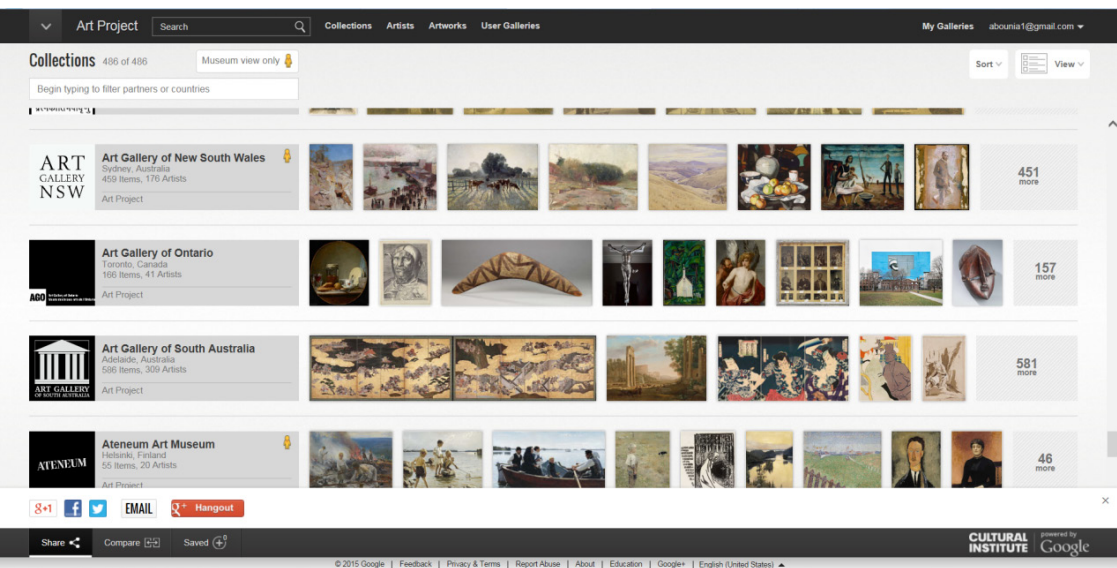 Art Project
Search
Collections Artists Artworks User Galleries
My Galleries abounia1@gmail.com
Collections 486 of 486
Museum view only
Sort
View
Begin typing to filter partners or countries
ART
GALLERY
NSW
Art Gallery of New South Wales
Sydney, Australia
459 Items, 176 Artists
Art Project
451
more
AGO
Art Gallery of Ontario
Toronto, Canada
166 Items, 41 Artists
Art Project
157
more
ART GALLERY
OF SOUTH AUSTRALIA
Art Gallery of South Australia
Adelaide, Australia
586 Items, 309 Artists
Art Project
581
more
ATENEUM
Ateneum Art Museum
Helsinki, Finland
55 Items, 20 Artists
Art Project
46
more
g+1
EMAIL
g+ Hangout
Share
Compare
Saved 0
CULTURAL
INSTITUTE
powered by
Google
© 2015 Google | Feedback | Privacy & Terms | Report Abuse | About | Education | Google+ | English (United States)